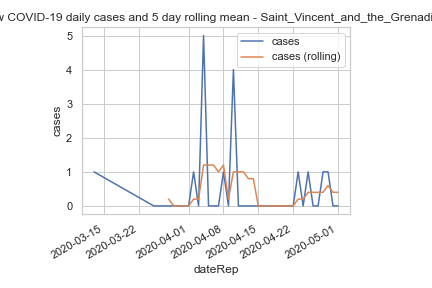 COVID-19 daily cases and 5 day rolling mean -
cases
cases (rolling)
5
4
3
2
1
0
cases
2020-03-15
2020-03-22
2020-04-01
2020-04-08
2020-04-15
2020-04-22
2020-05-01
dateRep